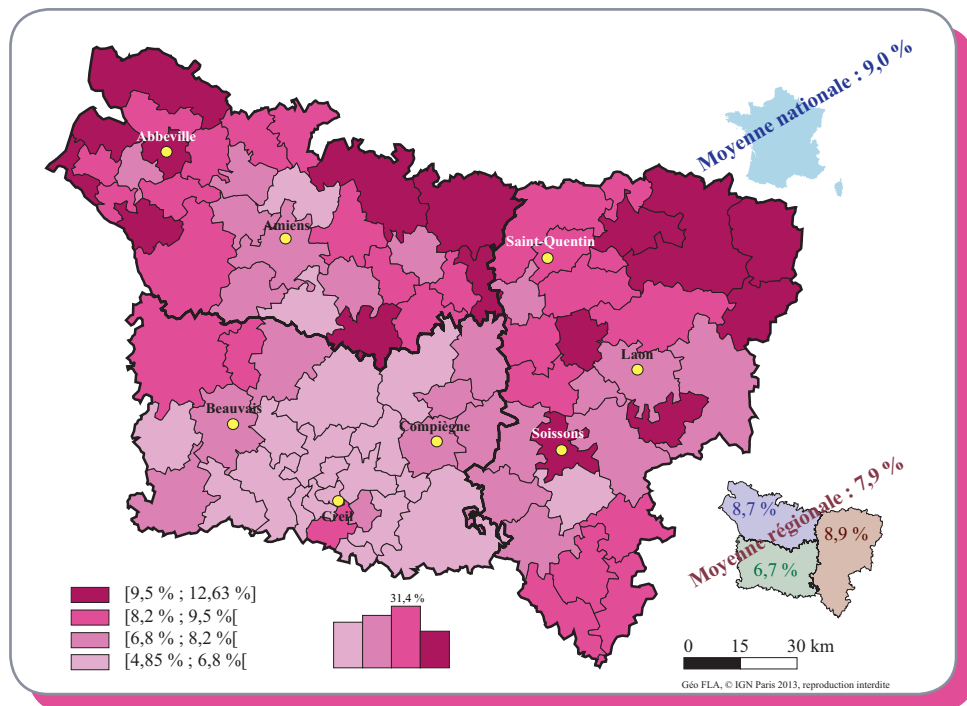 Moyenne nationale : 9,0 %
Abbeville
Amiens
Saint-Quentin
Laon
Beauvais
Compiègne
Soissons
Creil
Moyenne régionale : 7,9 %
8,7 %
8,9 %
6,7 %
[9,5 % ; 12,63 %]
[8,2 % ; 9,5%[
[6,8 % ; 8,2%[
[4,85 % ; 6,8%[
31,4 %
0 15 30 km
Géo FLA, © IGN Paris 2013, reproduction interdite